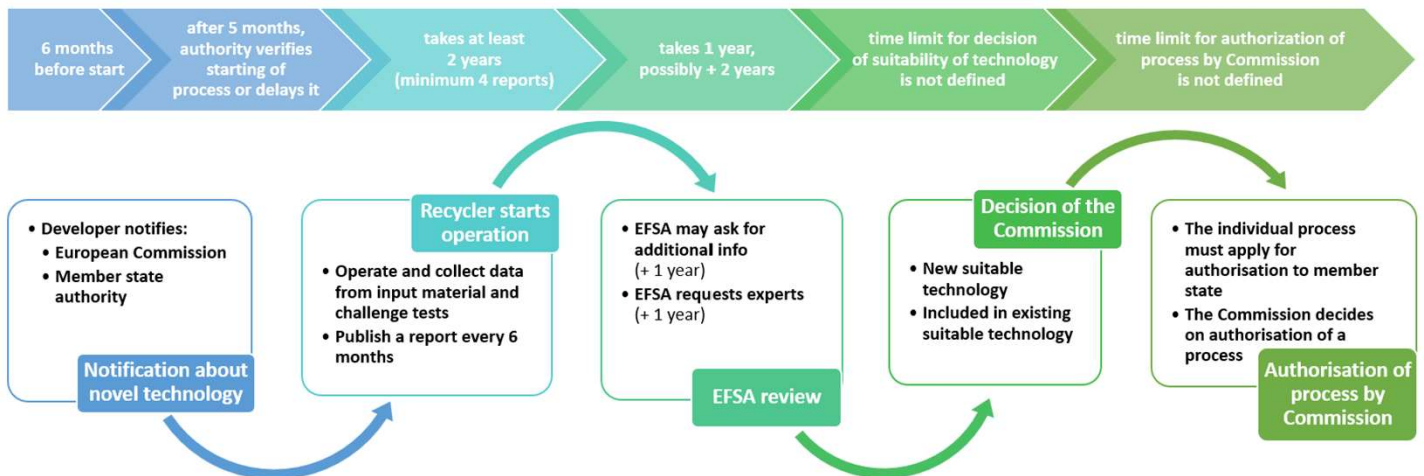 6 months
before start
after 5 months,
authority verifies
starting of
process or delays it
takes at least
2 years
(minimum 4 reports)
takes 1 year,
possibly + 2 years
time limit for decision
of suitability of technology
is not defined
time limit for authorization of
process by Commission
is not defined
• Developer notifies:
• European Commission
• Member state
authority
Notification about
novel technology
Recycler starts
operation
• Operate and collect data
from input material and
challenge tests
• Publish a report every 6
months
• EFSA may ask for
additional info
(+ 1 year)
• EFSA requests experts
(+ 1 year)
EFSA review
Decision of the
Commission
• New suitable
technology
• Included in existing
suitable technology
• The individual process
must apply for
authorisation to member
state
• The Commission decides
on authorisation of a
process
Authorisation of
process by
Commission